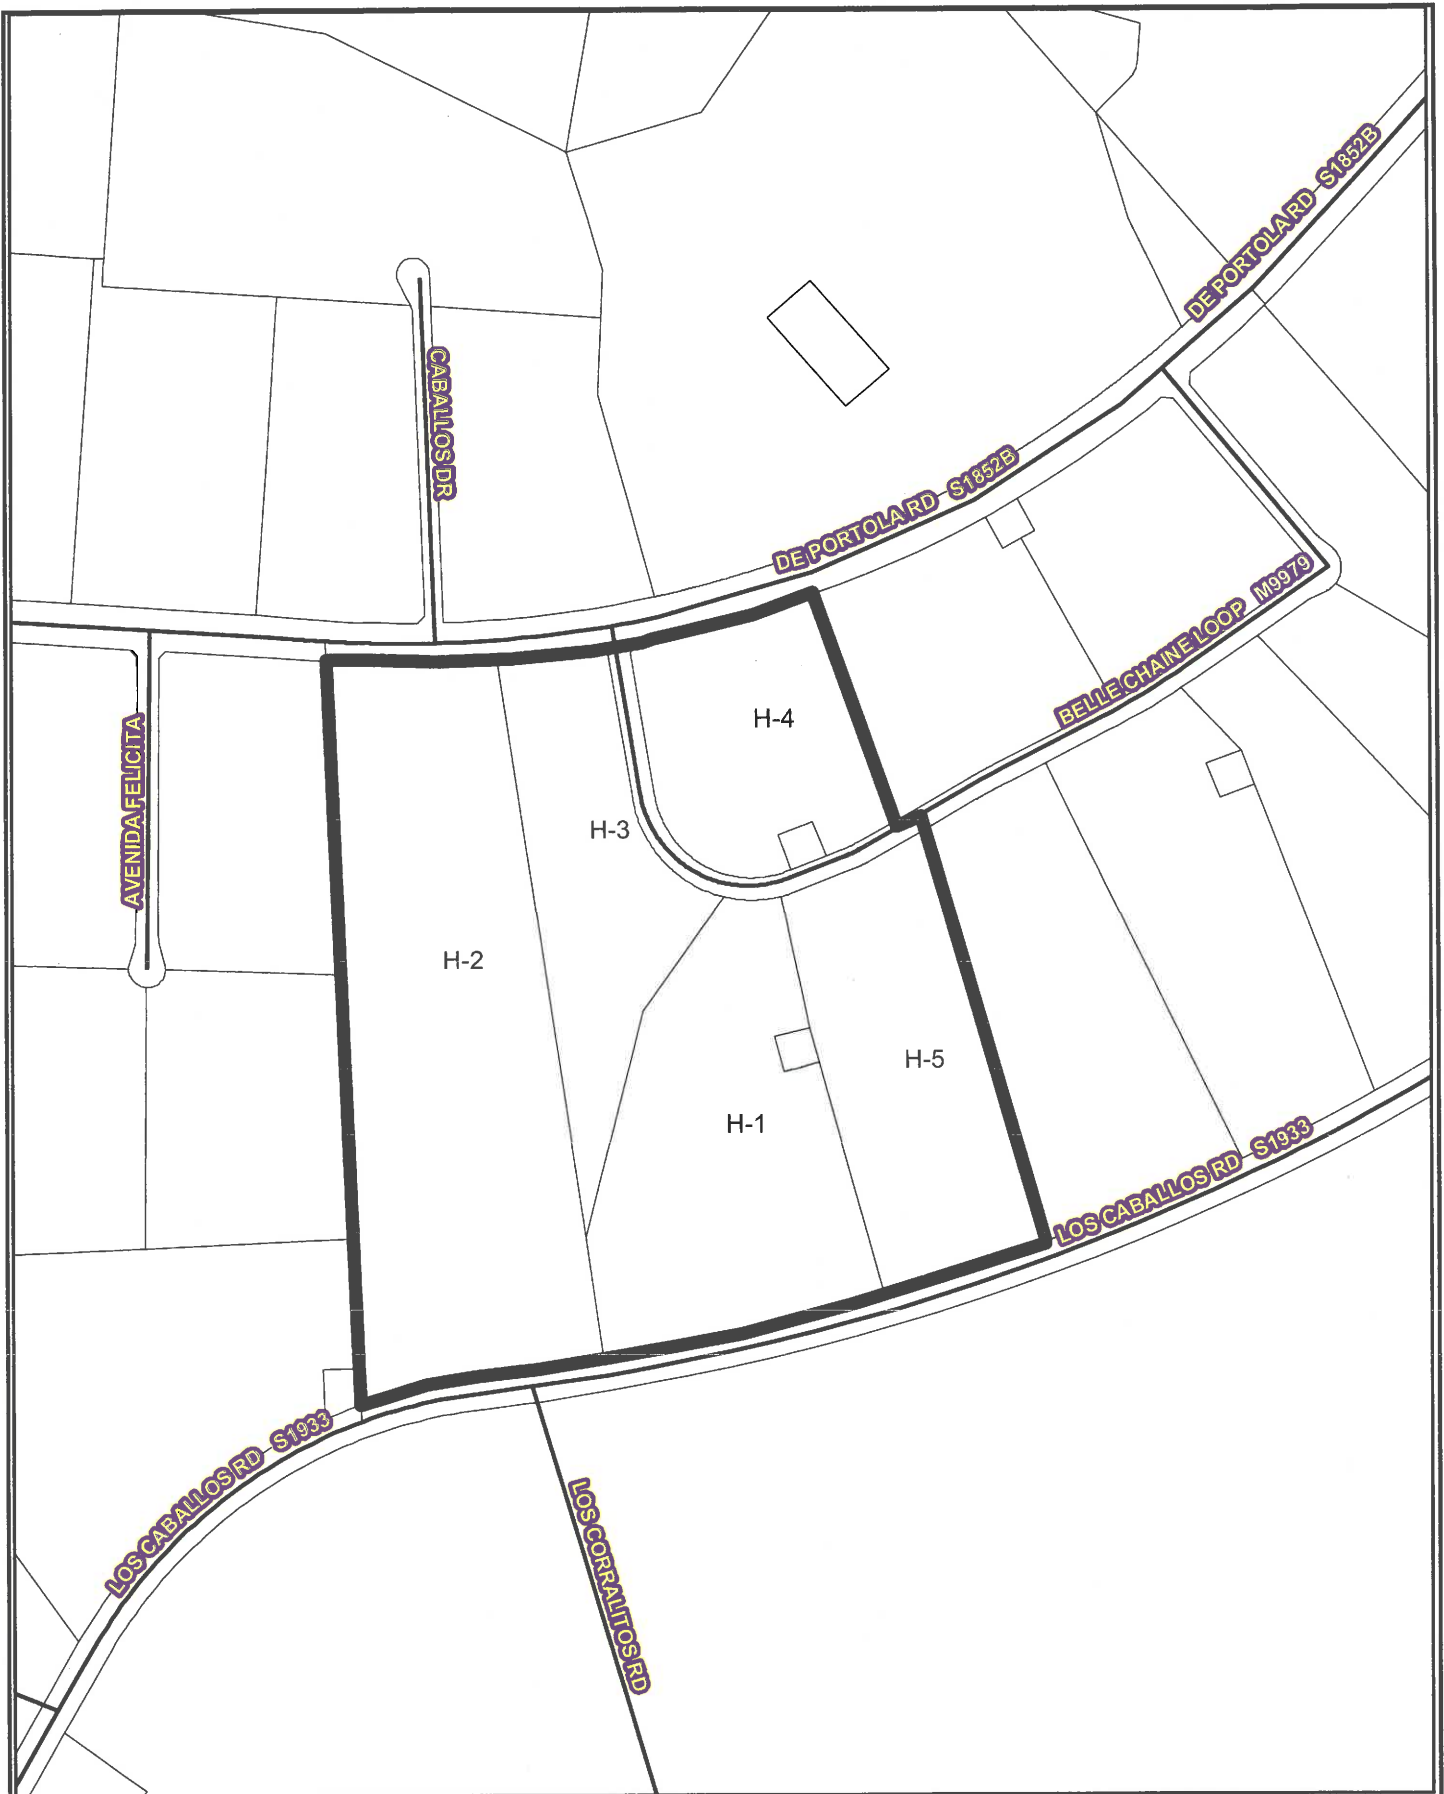 DE PORTOLA RD S1852B
CABALLOS DR
DE PORTOLA RD S1852B
BELLE CHAINE LOOP M9979
AVENIDA FELICITA
H-4
H-3
H-2
H-5
H-1
LOS CABALLOS RD S1933
LOS CABALLOS RD S1933
LOS CORRALITOS RD